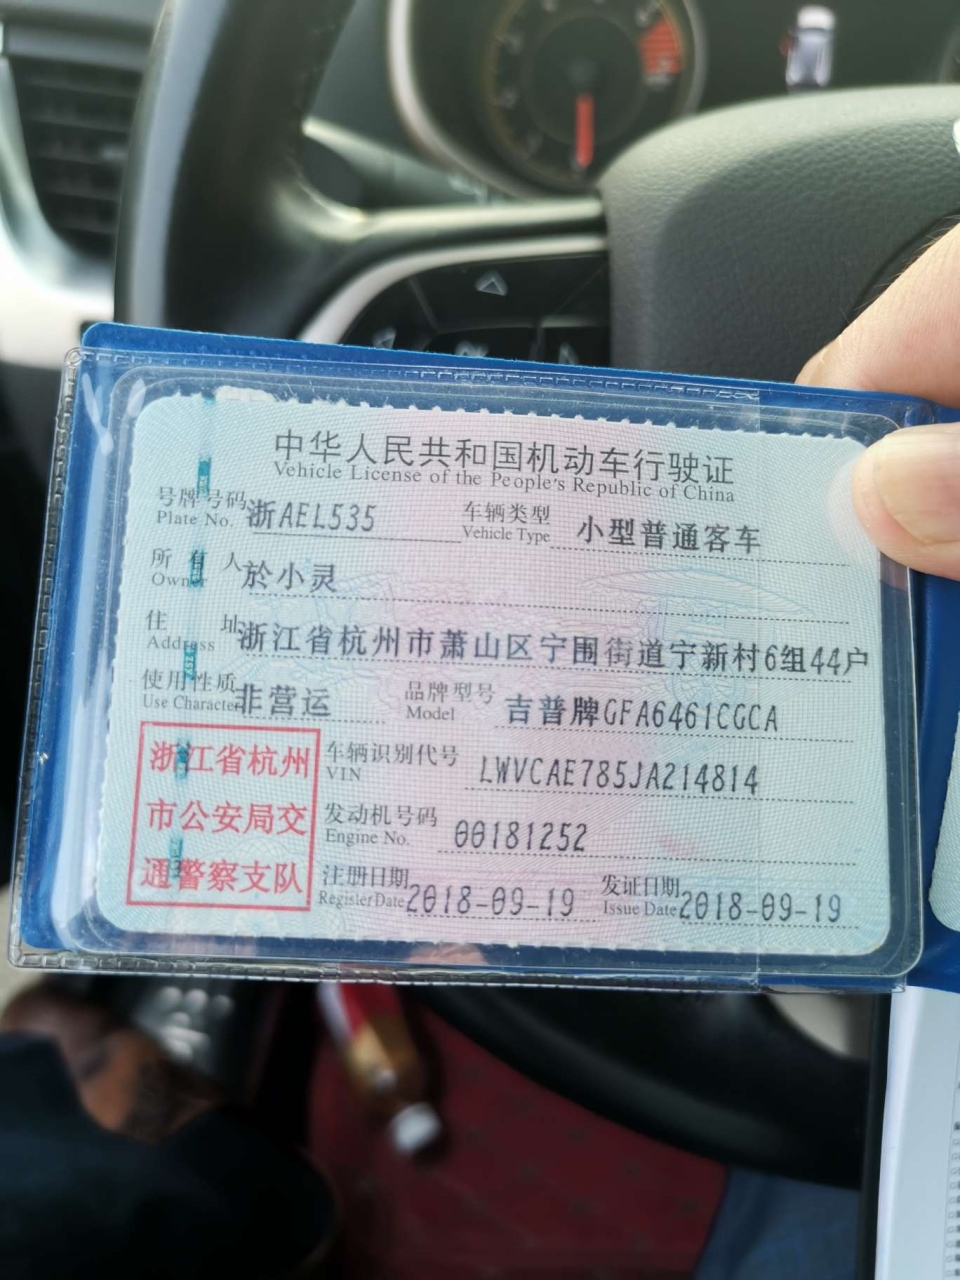 中华人民共和国机动车行驶证
Vehicle License of the People's Republic of China
号牌号码 浙AEL535 车辆类型 小型普通客车
Plate No. Vehicle Type
所有人 於小灵
Owner
住址 浙江省杭州市萧山区宁围街道宁新村6组44户
Address
使用性质 非营运 品牌型号 吉普牌GFA6461CGCA
Use Character Model
浙江省杭州
市公安局交
通警察支队
车辆识别代号 LWVCAE785JA214814
VIN
发动机号码 00181252
Engine No.
注册日期 2018-09-19 发证日期 2018-09-19
Register Date Issue Date